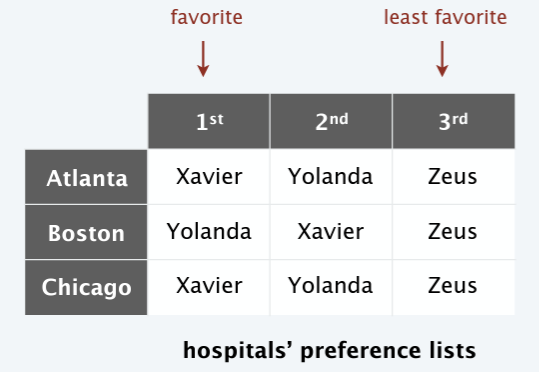 favorite least favorite
1st 2nd 3rd
Atlanta Xavier Yolanda Zeus
Boston Yolanda Xavier Zeus
Chicago Xavier Yolanda Zeus
hospitals’ preference lists